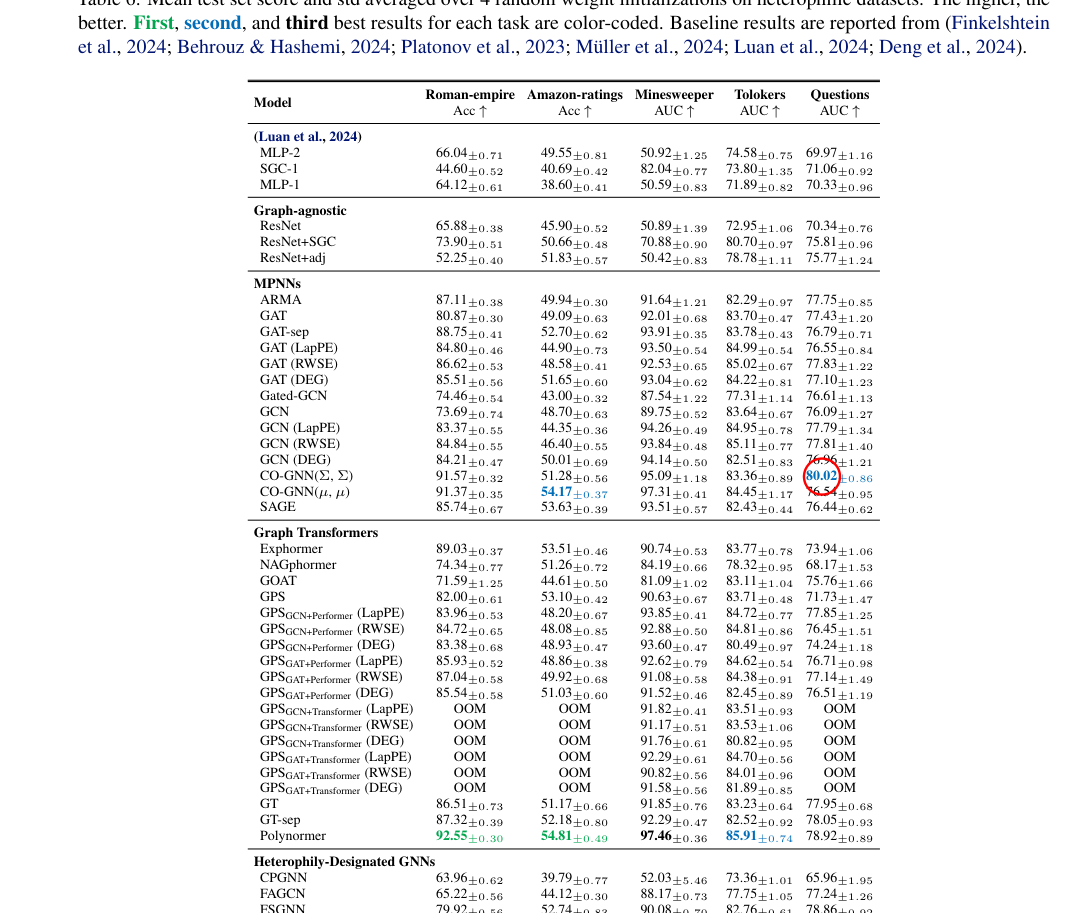 Table 6. Mean test set score and std averaged over 4 random weight initializations on heterophilic datasets. The higher, the
better. First, second, and third best results for each task are color-coded. Baseline results are reported from (Finkelshtein
et al., 2024; Behrouz & Hashemi, 2024; Platonov et al., 2023; Müller et al., 2024; Luan et al., 2024; Deng et al., 2024).
Model Roman-empire Amazon-ratings Minesweeper Tolokers Questions
Acc ↑ Acc ↑ AUC ↑ AUC ↑ AUC ↑
(Luan et al., 2024)
MLP-2 66.04±0.71 49.55±0.81 50.92±1.25 74.58±0.75 69.97±1.16
SGC-1 44.60±0.52 40.69±0.42 82.04±0.77 73.80±1.35 71.06±0.92
MLP-1 64.12±0.61 38.60±0.41 50.59±0.83 71.89±0.82 70.33±0.96
Graph-agnostic
ResNet 65.88±0.38 45.90±0.52 50.89±1.39 72.95±1.06 70.34±0.76
ResNet+SGC 73.90±0.51 50.66±0.48 70.88±0.90 80.70±0.97 75.81±0.96
ResNet+adj 52.25±0.40 51.83±0.57 50.42±0.83 78.78±1.11 75.77±1.24
MPNNs
ARMA 87.11±0.38 49.94±0.30 91.64±1.21 82.29±0.97 77.75±0.85
GAT 80.87±0.30 49.09±0.63 92.01±0.68 83.70±0.47 77.43±1.20
GAT-sep 88.75±0.41 52.70±0.62 93.91±0.35 83.78±0.43 76.79±0.71
GAT (LapPE) 84.80±0.46 44.90±0.73 93.50±0.54 84.99±0.54 76.55±0.84
GAT (RWSE) 86.62±0.53 48.58±0.41 92.53±0.65 85.02±0.67 77.83±1.22
GAT (DEG) 85.51±0.56 51.65±0.60 93.04±0.62 84.22±0.81 77.10±1.23
Gated-GCN 74.46±0.54 43.00±0.32 87.54±1.22 77.31±1.14 76.61±1.13
GCN 73.69±0.74 48.70±0.63 89.75±0.52 83.64±0.67 76.09±1.27
GCN (LapPE) 83.37±0.55 44.35±0.36 94.26±0.49 84.95±0.78 77.79±1.34
GCN (RWSE) 84.84±0.55 46.40±0.55 93.84±0.48 85.11±0.77 77.81±1.40
GCN (DEG) 84.21±0.47 50.01±0.69 94.14±0.50 82.51±0.83 76.96±1.21
CO-GNN(Σ, Σ) 91.57±0.32 51.28±0.56 95.09±1.18 83.36±0.89 80.02±0.86
CO-GNN(μ, μ) 91.37±0.35 54.17±0.37 97.31±0.41 84.45±1.17 76.54±0.95
SAGE 85.74±0.67 53.63±0.39 93.51±0.57 82.43±0.44 76.44±0.62
Graph Transformers
Exphormer 89.03±0.37 53.51±0.46 90.74±0.53 83.77±0.78 73.94±1.06
NAGphormer 74.34±0.77 51.26±0.72 84.19±0.66 78.32±0.95 68.17±1.53
GOAT 71.59±1.25 44.61±0.50 81.09±1.02 83.11±1.04 75.76±1.66
GPS 82.00±0.61 53.10±0.42 90.63±0.67 83.71±0.48 71.73±1.47
GPSGCN+Performer (LapPE) 83.96±0.53 48.20±0.67 93.85±0.41 84.72±0.77 77.85±1.25
GPSGCN+Performer (RWSE) 84.72±0.65 48.08±0.85 92.88±0.50 84.81±0.86 76.45±1.51
GPSGCN+Performer (DEG) 83.38±0.68 48.93±0.47 93.60±0.47 80.49±0.97 74.24±1.18
GPSGAT+Performer (LapPE) 85.93±0.52 48.86±0.38 92.62±0.79 84.62±0.54 76.71±0.98
GPSGAT+Performer (RWSE) 87.04±0.58 49.92±0.68 91.08±0.58 84.38±0.91 77.14±1.49
GPSGAT+Performer (DEG) 85.54±0.58 51.03±0.60 91.52±0.46 82.45±0.89 76.51±1.19
GPSGCN+Transformer (LapPE) OOM OOM 91.82±0.41 83.51±0.93 OOM
GPSGCN+Transformer (RWSE) OOM OOM 91.17±0.51 83.53±1.06 OOM
GPSGCN+Transformer (DEG) OOM OOM 91.76±0.61 80.82±0.95 OOM
GPSGAT+Transformer (LapPE) OOM OOM 92.29±0.61 84.70±0.56 OOM
GPSGAT+Transformer (RWSE) OOM OOM 90.82±0.56 84.01±0.96 OOM
GPSGAT+Transformer (DEG) OOM OOM 91.58±0.56 81.89±0.85 OOM
GT 86.51±0.73 51.17±0.66 91.85±0.76 83.23±0.64 77.95±0.68
GT-sep 87.32±0.39 52.18±0.80 92.29±0.47 82.52±0.92 78.05±0.93
Polynormer 92.55±0.30 54.81±0.49 97.46±0.36 85.91±0.74 78.92±0.89
Heterophily-Designated GNNs
CPGNN 63.96±0.62 39.79±0.77 52.03±5.46 73.36±1.01 65.96±1.95
FAGCN 65.22±0.56 44.12±0.30 88.17±0.73 77.75±1.05 77.24±1.26
FSGNN 79.92±0.56 52.74±0.83 90.08±0.70 82.76±0.61 78.86±0.92